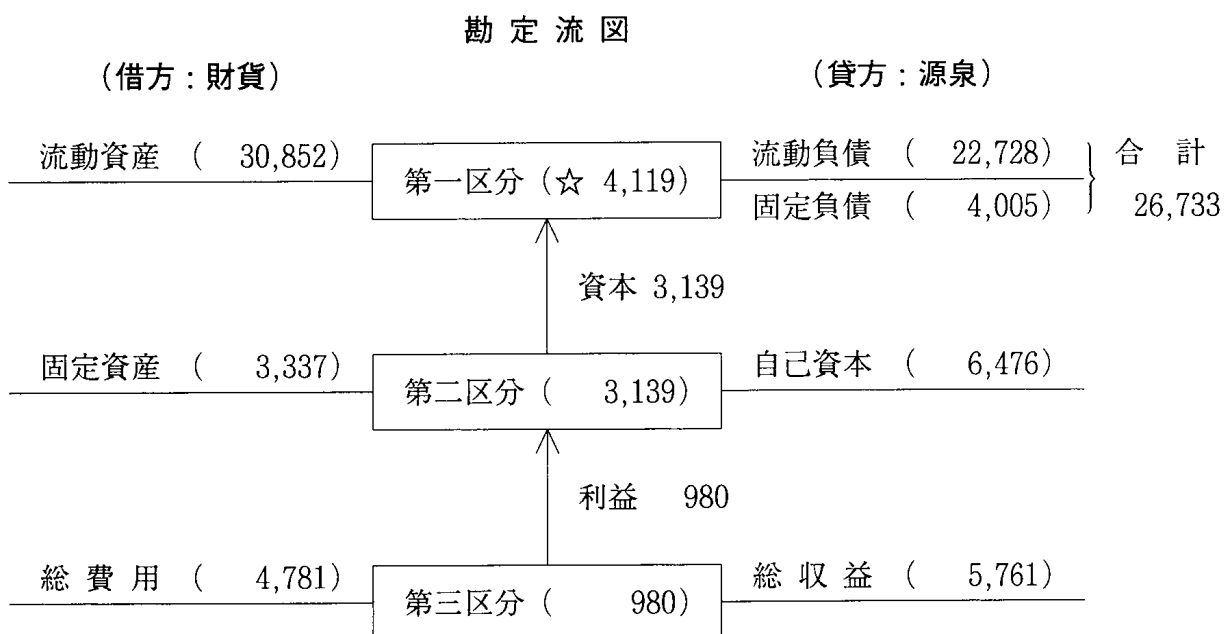 勘定流図
(借方：財貨) (貸方：源泉)
流動資産 ( 30,852) 第一区分 (☆ 4,119) 流動負債 ( 22,728) 合計
固定負債 ( 4,005) 26,733
資本 3,139
固定資産 ( 3,337) 第二区分 ( 3,139) 自己資本 ( 6,476)
利益 980
総費用 ( 4,781) 第三区分 ( 980) 総収益 ( 5,761)